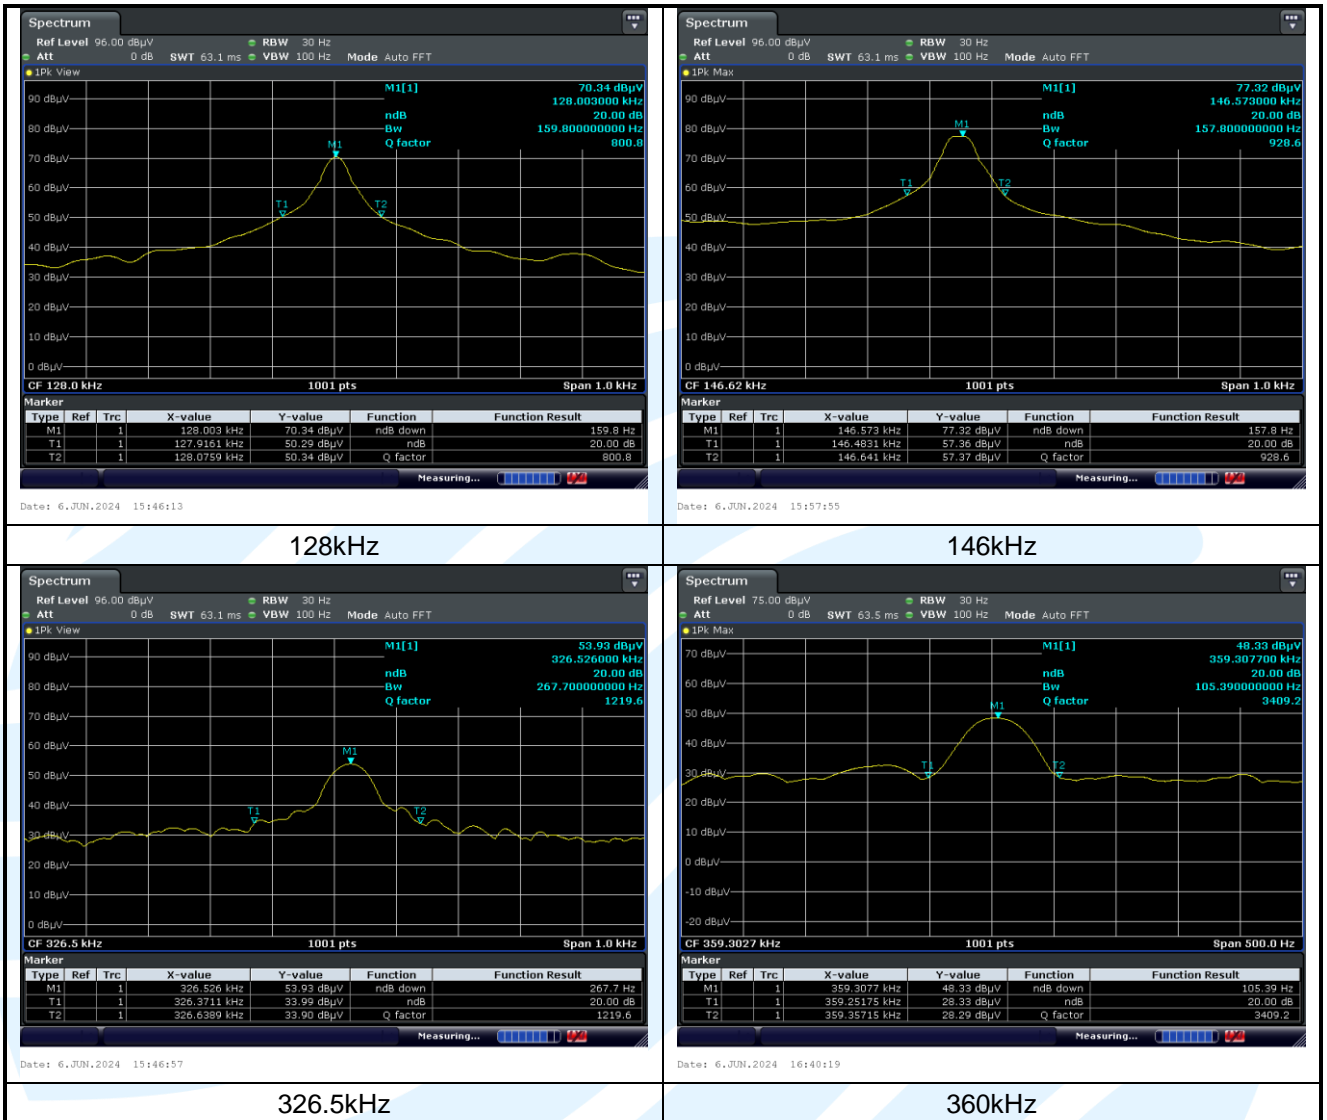 Spectrum
Ref Level 96.00 dBµV RBW 30 Hz
Att 0 dB SWT 63.1 ms VBW 100 Hz Mode Auto FFT
1Pk View
M1[1] 70.34 dBµV
128.003000 kHz
ndB 20.00 dB
Bw 159.800000000 Hz
Q factor 800.8
90 dBµV
80 dBµV
M1
70 dBµV
60 dBµV
T1 T2
50 dBµV
40 dBµV
30 dBµV
20 dBµV
10 dBµV
0 dBµV
CF 128.0 kHz 1001 pts Span 1.0 kHz
Marker
Type Ref Trc X-value Y-value Function Function Result
M1 1 128.003 kHz 70.34 dBµV ndB down 159.8 Hz
T1 1 127.9161 kHz 50.29 dBµV ndB 20.00 dB
T2 1 128.0759 kHz 50.34 dBµV Q factor 800.8
Measuring...
Date: 6.JUN.2024 15:46:13
128kHz
Spectrum
Ref Level 96.00 dBµV RBW 30 Hz
Att 0 dB SWT 63.1 ms VBW 100 Hz Mode Auto FFT
1Pk Max
M1[1] 77.32 dBµV
146.573000 kHz
ndB 20.00 dB
Bw 157.800000000 Hz
Q factor 928.6
90 dBµV
80 dBµV
M1
70 dBµV
60 dBµV
T1 T2
50 dBµV
40 dBµV
30 dBµV
20 dBµV
10 dBµV
0 dBµV
CF 146.62 kHz 1001 pts Span 1.0 kHz
Marker
Type Ref Trc X-value Y-value Function Function Result
M1 1 146.573 kHz 77.32 dBµV ndB down 157.8 Hz
T1 1 146.4831 kHz 57.36 dBµV ndB 20.00 dB
T2 1 146.641 kHz 57.37 dBµV Q factor 928.6
Measuring...
Date: 6.JUN.2024 15:57:55
146kHz
Spectrum
Ref Level 96.00 dBµV RBW 30 Hz
Att 0 dB SWT 63.1 ms VBW 100 Hz Mode Auto FFT
1Pk View
M1[1] 53.93 dBµV
326.526000 kHz
ndB 20.00 dB
Bw 267.700000000 Hz
Q factor 1219.6
90 dBµV
80 dBµV
70 dBµV
60 dBµV
M1
50 dBµV
40 dBµV
T1 T2
30 dBµV
20 dBµV
10 dBµV
0 dBµV
CF 326.5 kHz 1001 pts Span 1.0 kHz
Marker
Type Ref Trc X-value Y-value Function Function Result
M1 1 326.526 kHz 53.93 dBµV ndB down 267.7 Hz
T1 1 326.3711 kHz 33.99 dBµV ndB 20.00 dB
T2 1 326.6389 kHz 33.90 dBµV Q factor 1219.6
Measuring...
Date: 6.JUN.2024 15:46:57
326.5kHz
Spectrum
Ref Level 75.00 dBµV RBW 30 Hz
Att 0 dB SWT 63.5 ms VBW 100 Hz Mode Auto FFT
1Pk Max
M1[1] 48.33 dBµV
359.307700 kHz
ndB 20.00 dB
Bw 105.390000000 Hz
Q factor 3409.2
70 dBµV
60 dBµV
50 dBµV
M1
40 dBµV
T1 T2
30 dBµV
20 dBµV
10 dBµV
0 dBµV
-10 dBµV
-20 dBµV
CF 359.3027 kHz 1001 pts Span 500.0 Hz
Marker
Type Ref Trc X-value Y-value Function Function Result
M1 1 359.3077 kHz 48.33 dBµV ndB down 105.39 Hz
T1 1 359.25175 kHz 28.33 dBµV ndB 20.00 dB
T2 1 359.35715 kHz 28.29 dBµV Q factor 3409.2
Measuring...
Date: 6.JUN.2024 16:40:19
360kHz